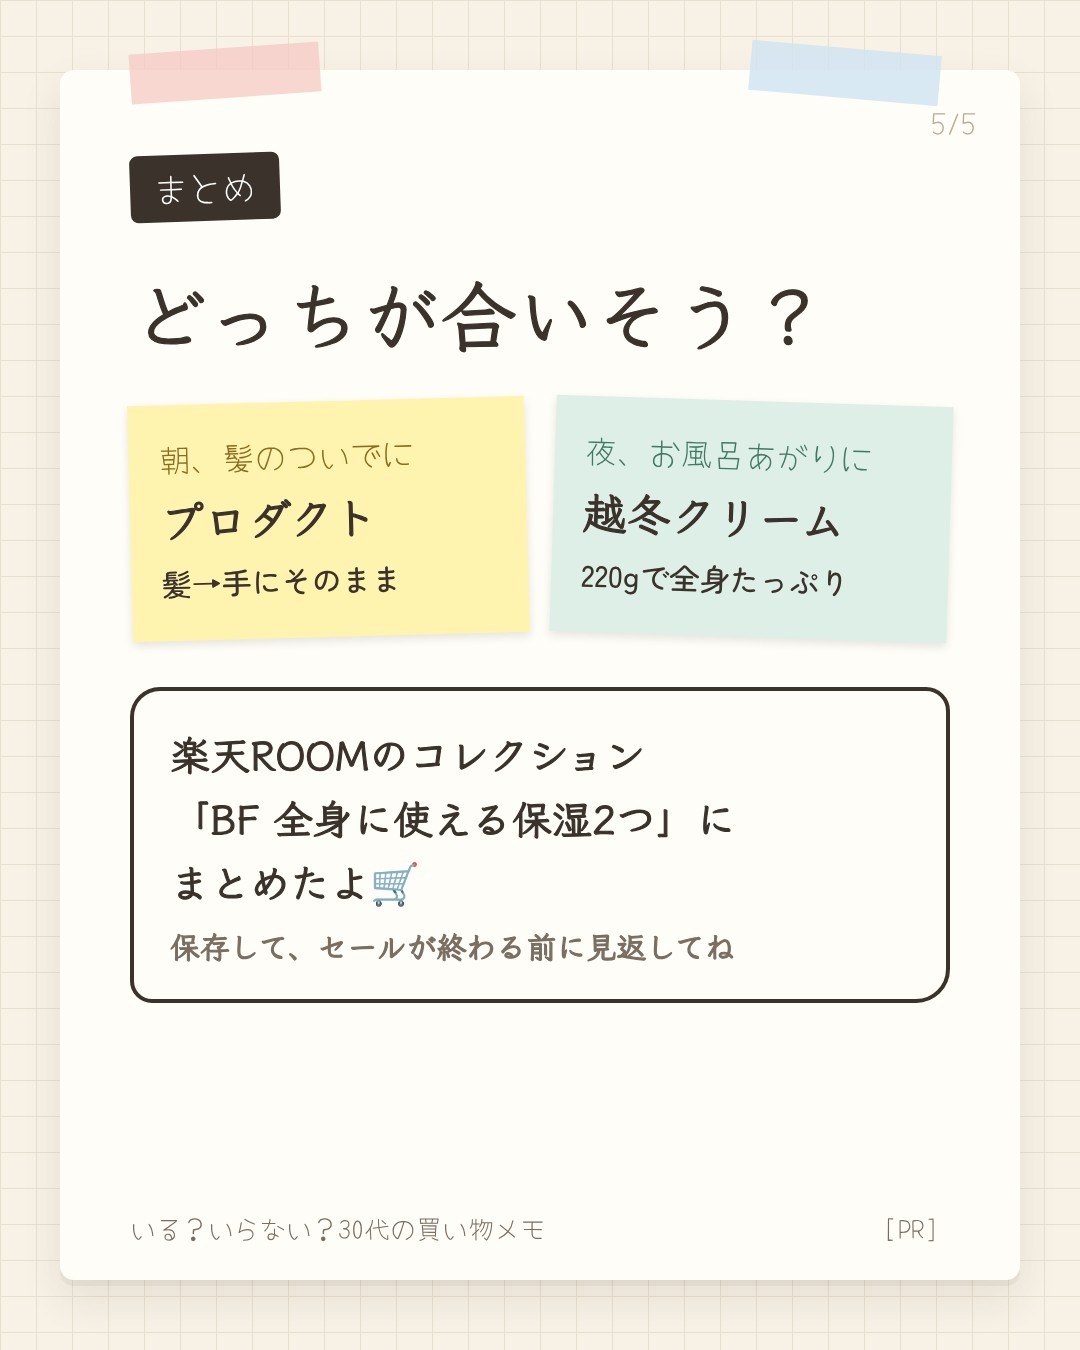 5/5
まとめ
どっちが合いそう？
朝、髪のついでに
プロダクト
髪→手にそのまま
夜、お風呂あがりに
越冬クリーム
220gで全身たっぷり
楽天ROOMのコレクション
「BF 全身に使える保湿2つ」に
まとめたよ🛒
保存して、セールが終わる前に見返してね
いる？いらない？30代の買い物メモ
[PR]